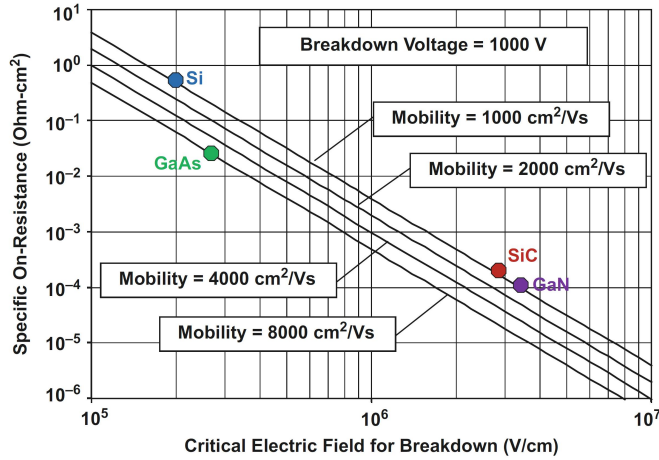 Breakdown Voltage = 1000 V
Specific On-Resistance (Ohm-cm²)
10¹
10⁰
10⁻¹
10⁻²
10⁻³
10⁻⁴
10⁻⁵
10⁻⁶
Si
GaAs
Mobility = 1000 cm²/Vs
Mobility = 2000 cm²/Vs
SiC
GaN
Mobility = 4000 cm²/Vs
Mobility = 8000 cm²/Vs
10⁵ 10⁶ 10⁷
Critical Electric Field for Breakdown (V/cm)